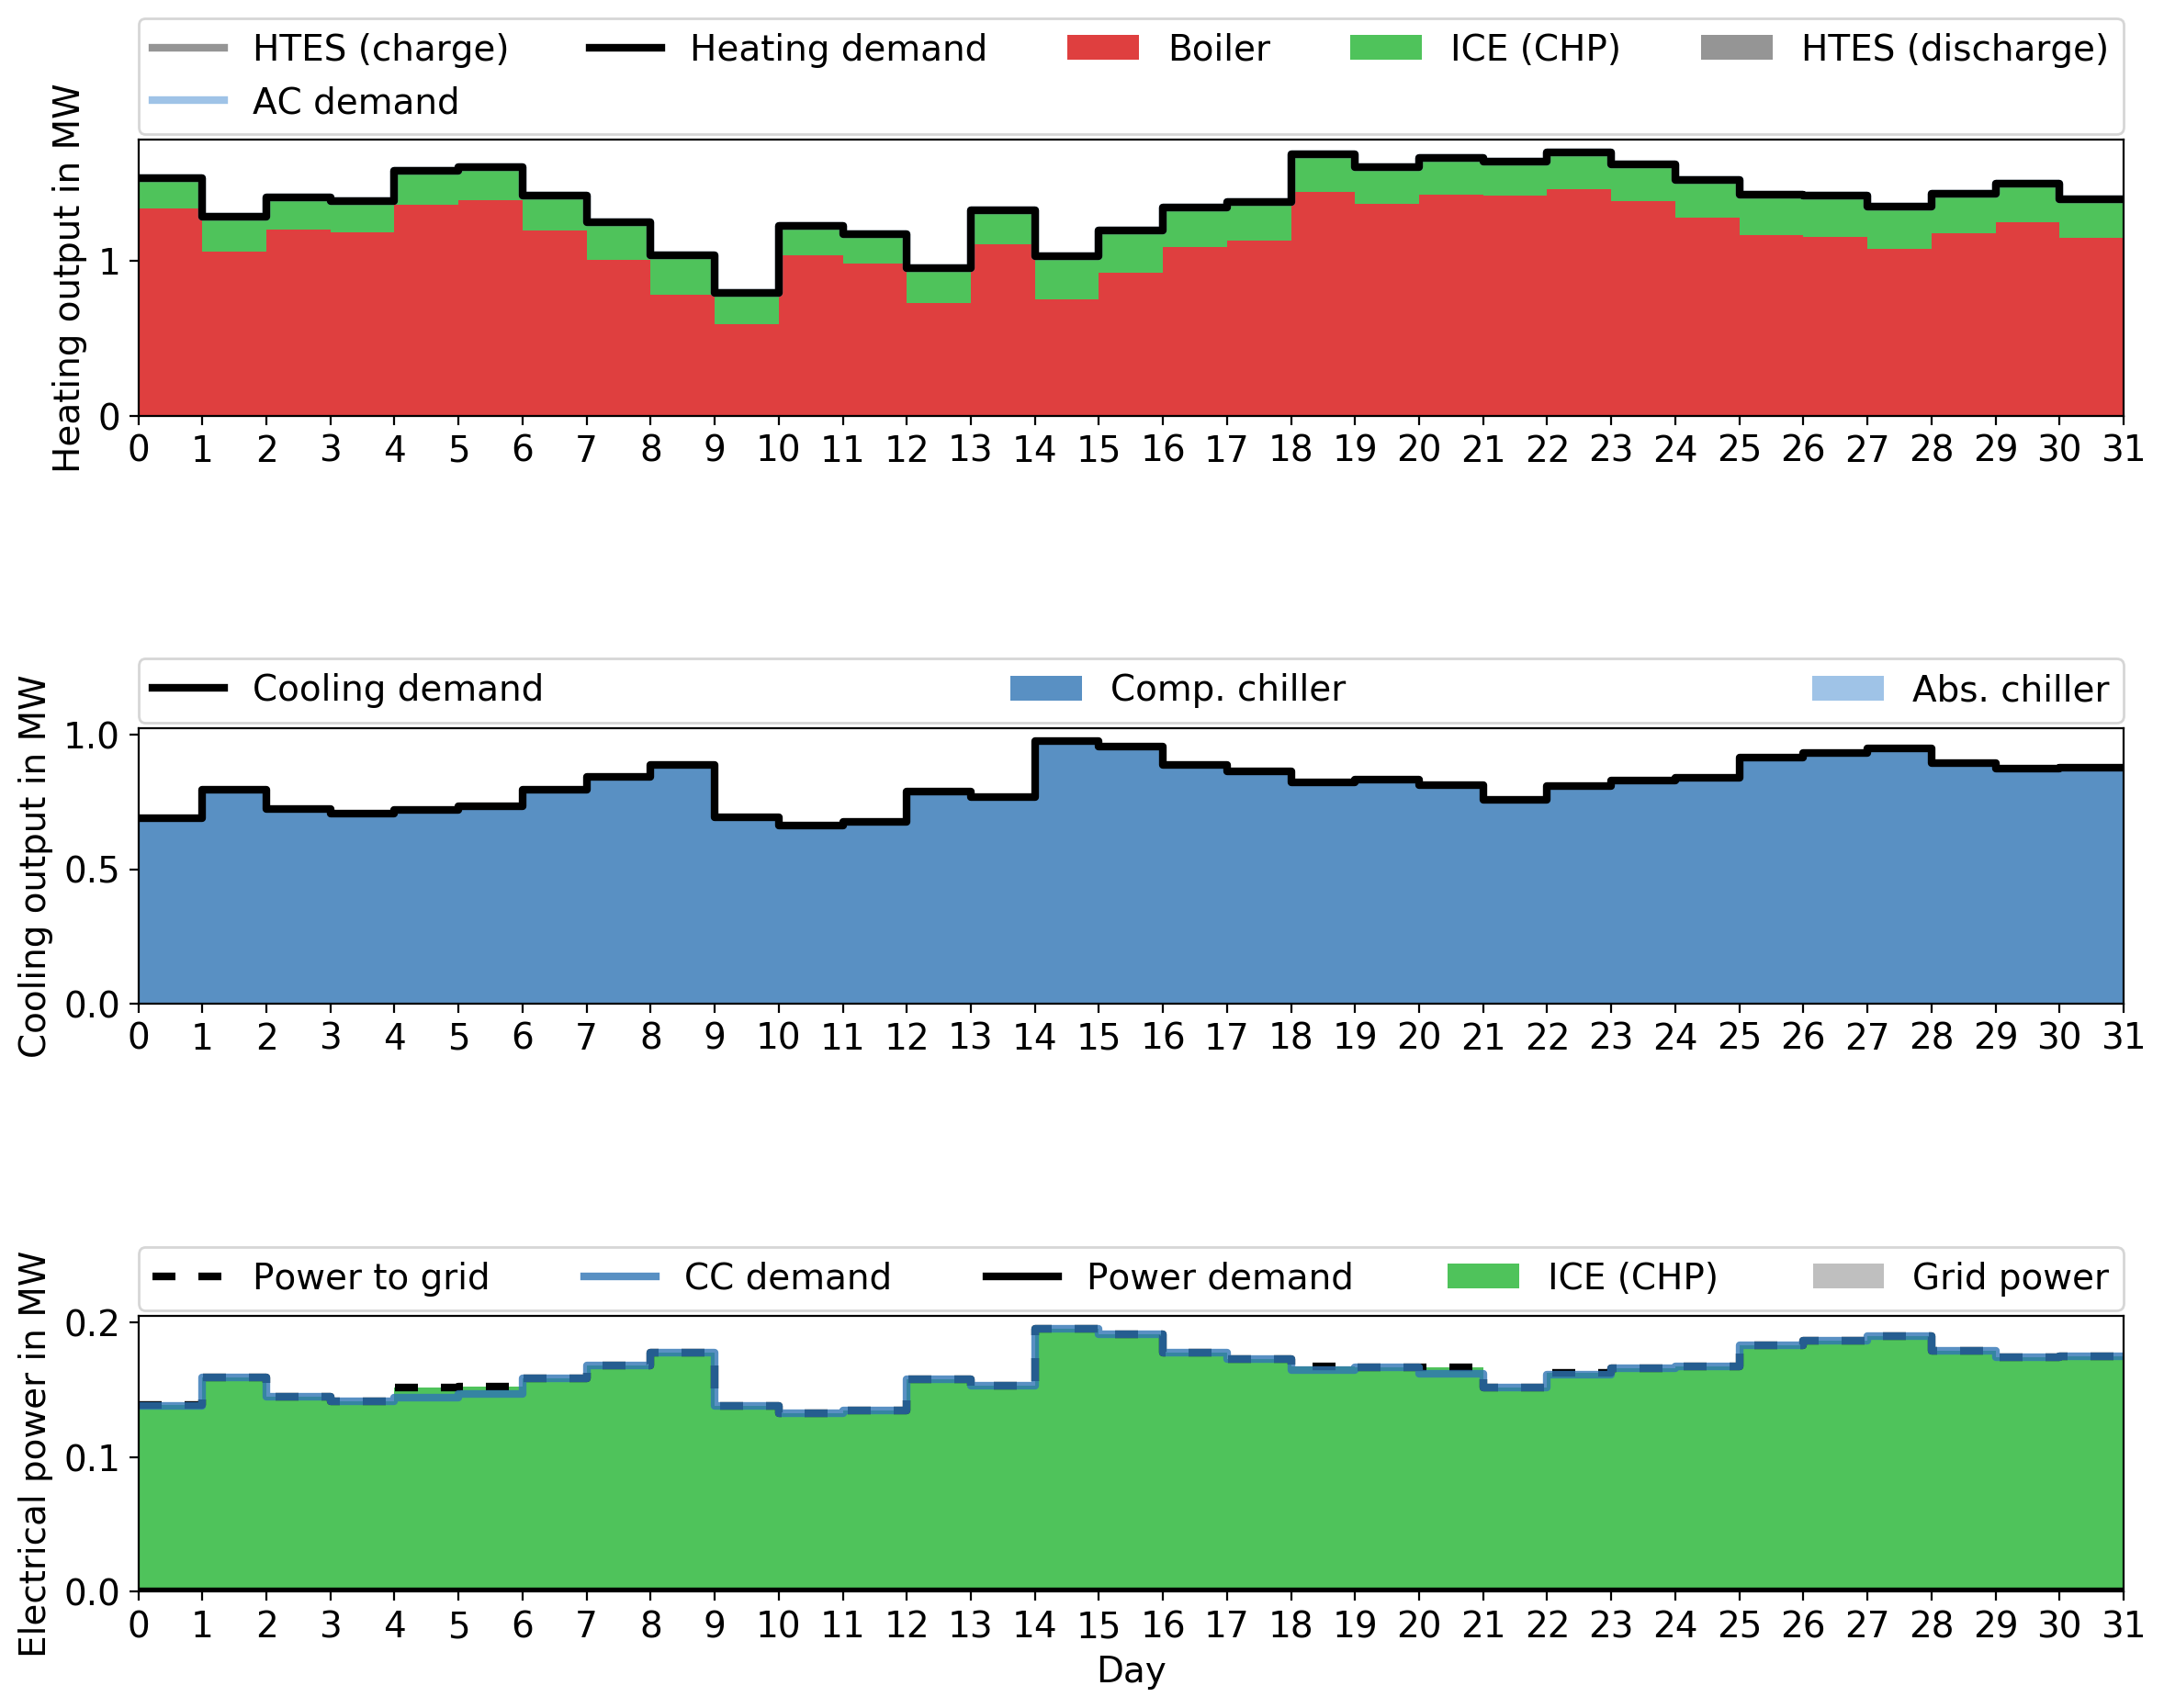 HTES (charge) Heating demand Boiler ICE (CHP) HTES (discharge)
AC demand
Heating output in MW
1
0
0 1 2 3 4 5 6 7 8 9 10 11 12 13 14 15 16 17 18 19 20 21 22 23 24 25 26 27 28 29 30 31
Cooling demand Comp. chiller Abs. chiller
Cooling output in MW
1.0
0.5
0.0
0 1 2 3 4 5 6 7 8 9 10 11 12 13 14 15 16 17 18 19 20 21 22 23 24 25 26 27 28 29 30 31
Power to grid CC demand Power demand ICE (CHP) Grid power
Electrical power in MW
0.2
0.1
0.0
0 1 2 3 4 5 6 7 8 9 10 11 12 13 14 15 16 17 18 19 20 21 22 23 24 25 26 27 28 29 30 31
Day